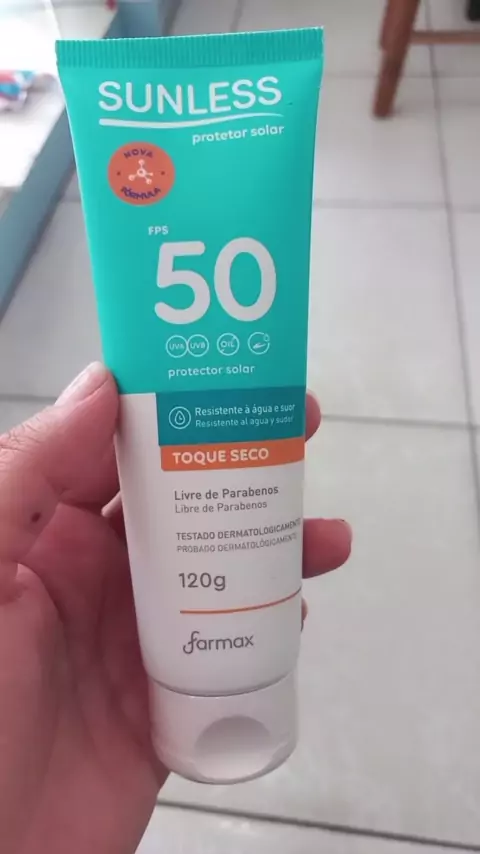 SUNLESS
protetor solar
NOVA
FÓRMULA
FPS
50
UVA UVB OIL
protector solar
Resistente à água e suor
Resistente al agua y sudor
TOQUE SECO
Livre de Parabenos
Libre de Parabenos
TESTADO DERMATOLOGICAMENTE
PROBADO DERMATOLÓGICAMENTE
120g
farmax